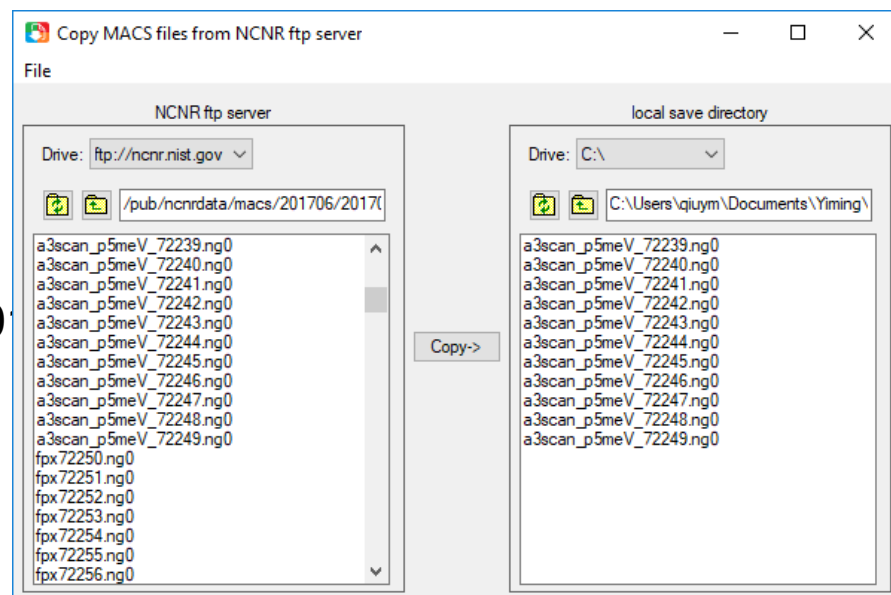 Copy MACS files from NCNR ftp server
File
NCNR ftp server
Drive: ftp://ncnr.nist.gov
/pub/ncnrdata/macs/201706/2017
a3scan_p5meV_72239.ng0
a3scan_p5meV_72240.ng0
a3scan_p5meV_72241.ng0
a3scan_p5meV_72242.ng0
a3scan_p5meV_72243.ng0
a3scan_p5meV_72244.ng0
a3scan_p5meV_72245.ng0
a3scan_p5meV_72246.ng0
a3scan_p5meV_72247.ng0
a3scan_p5meV_72248.ng0
a3scan_p5meV_72249.ng0
fpx72250.ng0
fpx72251.ng0
fpx72252.ng0
fpx72253.ng0
fpx72254.ng0
fpx72255.ng0
fpx72256.ng0
Copy->
local save directory
Drive: C:\
C:\Users\qiuym\Documents\Yiming\
a3scan_p5meV_72239.ng0
a3scan_p5meV_72240.ng0
a3scan_p5meV_72241.ng0
a3scan_p5meV_72242.ng0
a3scan_p5meV_72243.ng0
a3scan_p5meV_72244.ng0
a3scan_p5meV_72245.ng0
a3scan_p5meV_72246.ng0
a3scan_p5meV_72247.ng0
a3scan_p5meV_72248.ng0
a3scan_p5meV_72249.ng0